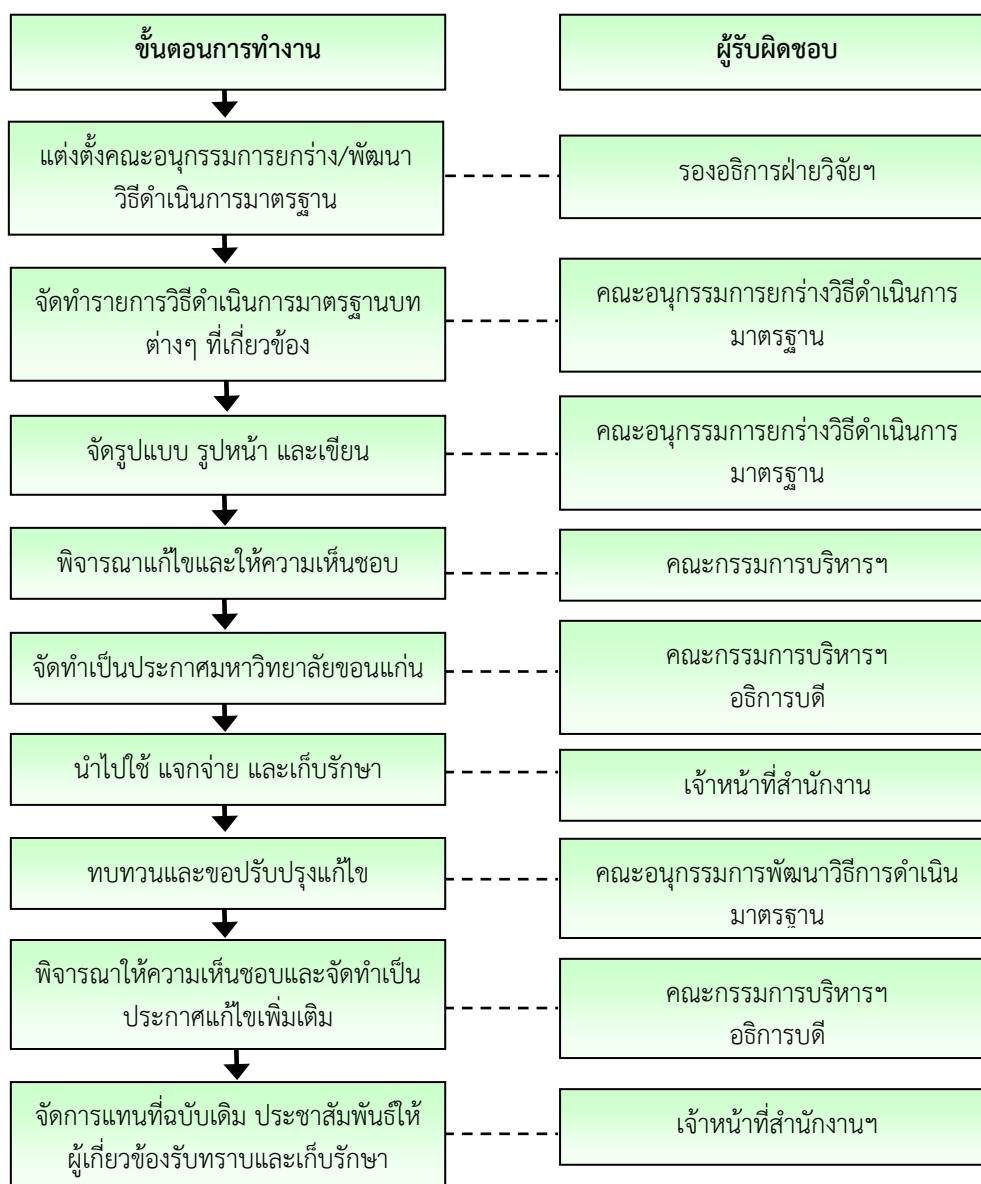 ขั้นตอนการทำงาน
ผู้รับผิดชอบ
แต่งตั้งคณะอนุกรรมการยกร่าง/พัฒนา
วิธีดำเนินการมาตรฐาน
รองอธิการฝ่ายวิจัยฯ
จัดทำรายการวิธีดำเนินการมาตรฐานบท
ต่างๆ ที่เกี่ยวข้อง
คณะอนุกรรมการยกร่างวิธีดำเนินการ
มาตรฐาน
จัดรูปแบบ รูปหน้า และเขียน
คณะอนุกรรมการยกร่างวิธีดำเนินการ
มาตรฐาน
พิจารณาแก้ไขและให้ความเห็นชอบ
คณะกรรมการบริหารฯ
จัดทำเป็นประกาศมหาวิทยาลัยขอนแก่น
คณะกรรมการบริหารฯ
อธิการบดี
นำไปใช้ แจกจ่าย และเก็บรักษา
เจ้าหน้าที่สำนักงาน
ทบทวนและขอปรับปรุงแก้ไข
คณะอนุกรรมการพัฒนาวิธีการดำเนิน
มาตรฐาน
พิจารณาให้ความเห็นชอบและจัดทำเป็น
ประกาศแก้ไขเพิ่มเติม
คณะกรรมการบริหารฯ
อธิการบดี
จัดการแทนที่ฉบับเดิม ประชาสัมพันธ์ให้
ผู้เกี่ยวข้องรับทราบและเก็บรักษา
เจ้าหน้าที่สำนักงานฯ